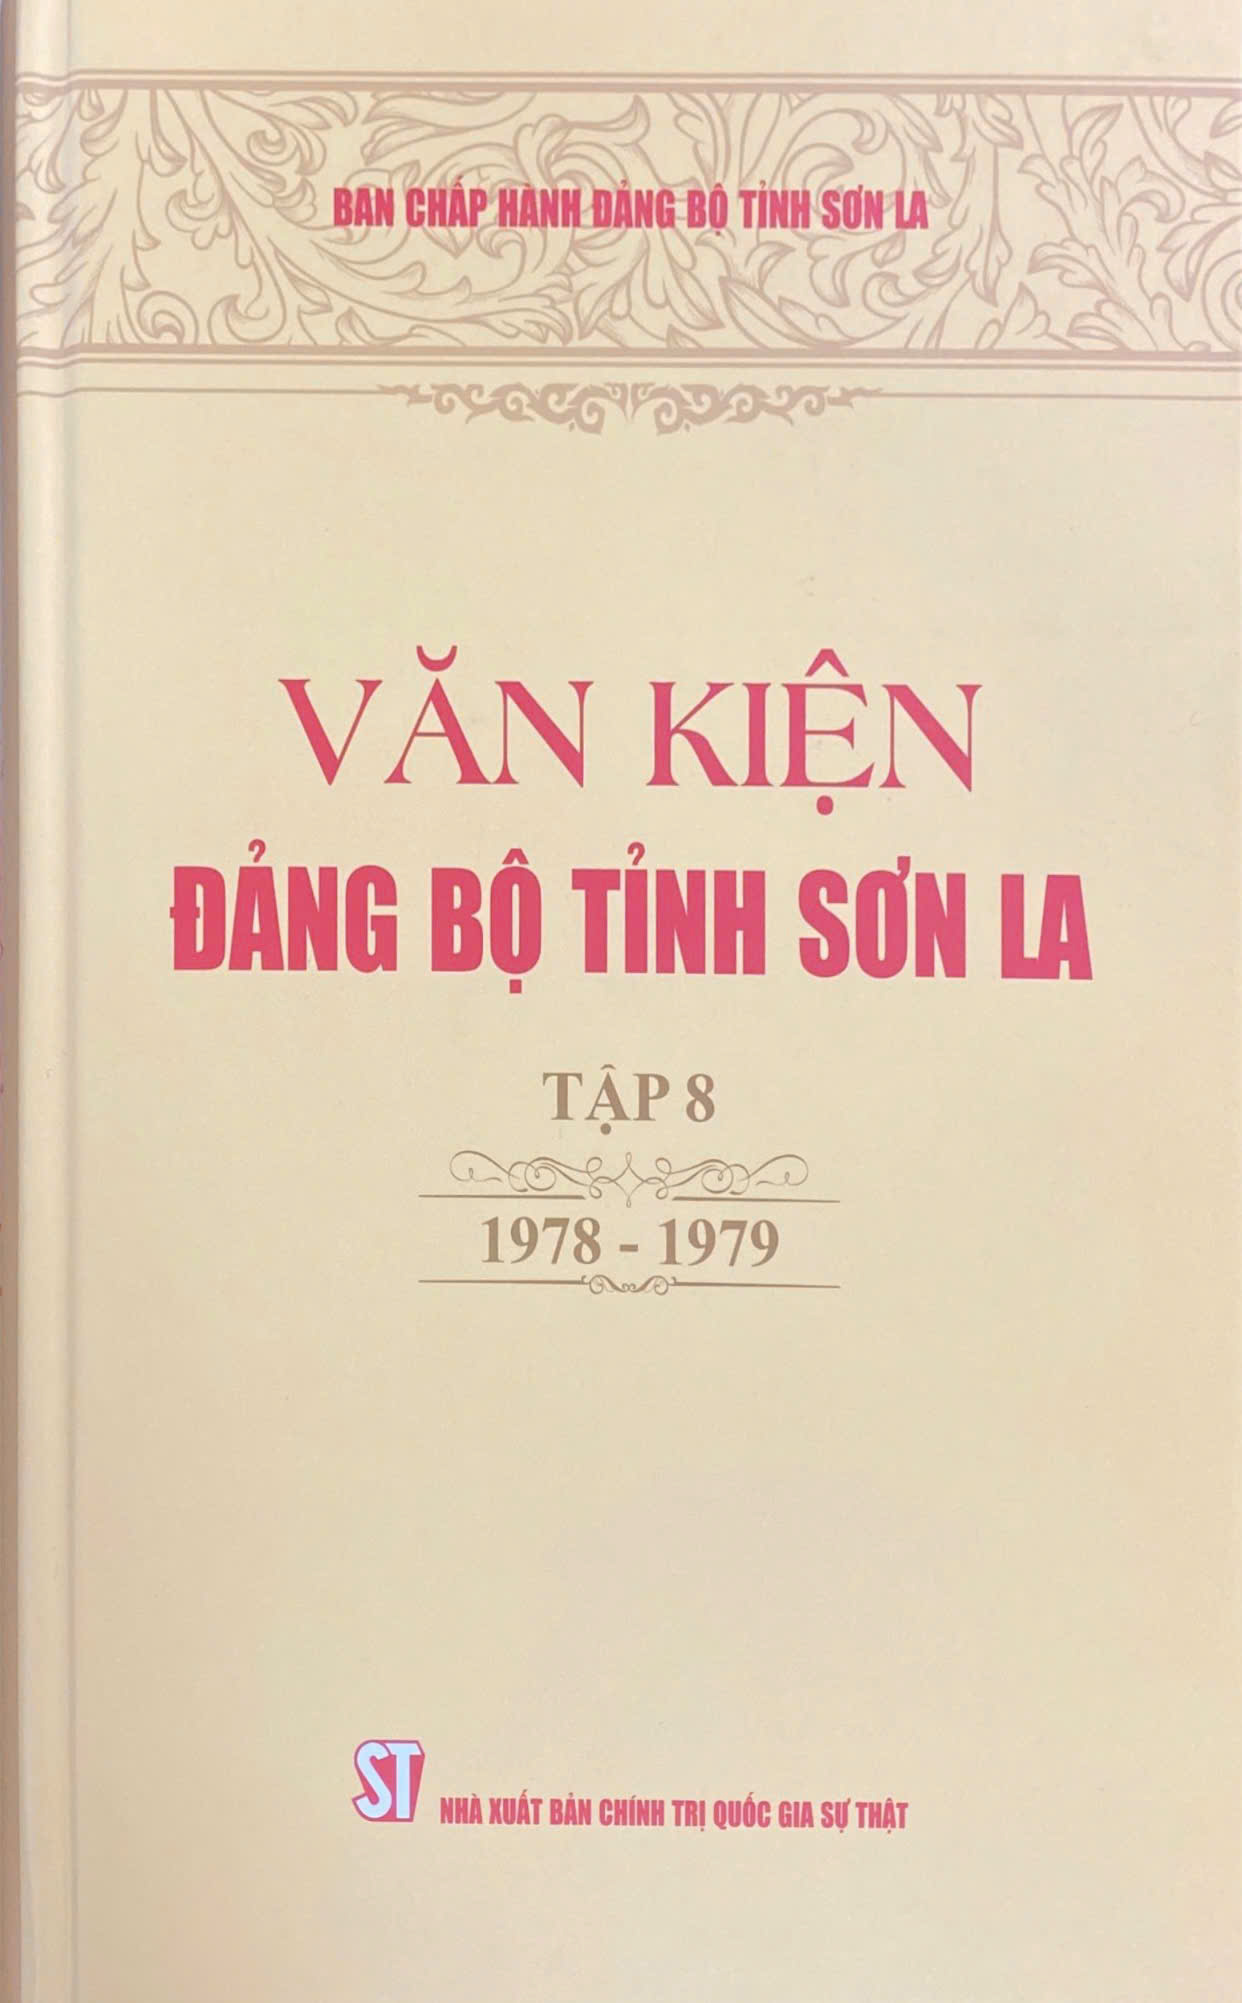 BAN CHẤP HÀNH ĐẢNG BỘ TỈNH SƠN LA
VĂN KIỆN
ĐẢNG BỘ TỈNH SƠN LA
TẬP 8
1978 - 1979
ST
NHÀ XUẤT BẢN CHÍNH TRỊ QUỐC GIA SỰ THẬT